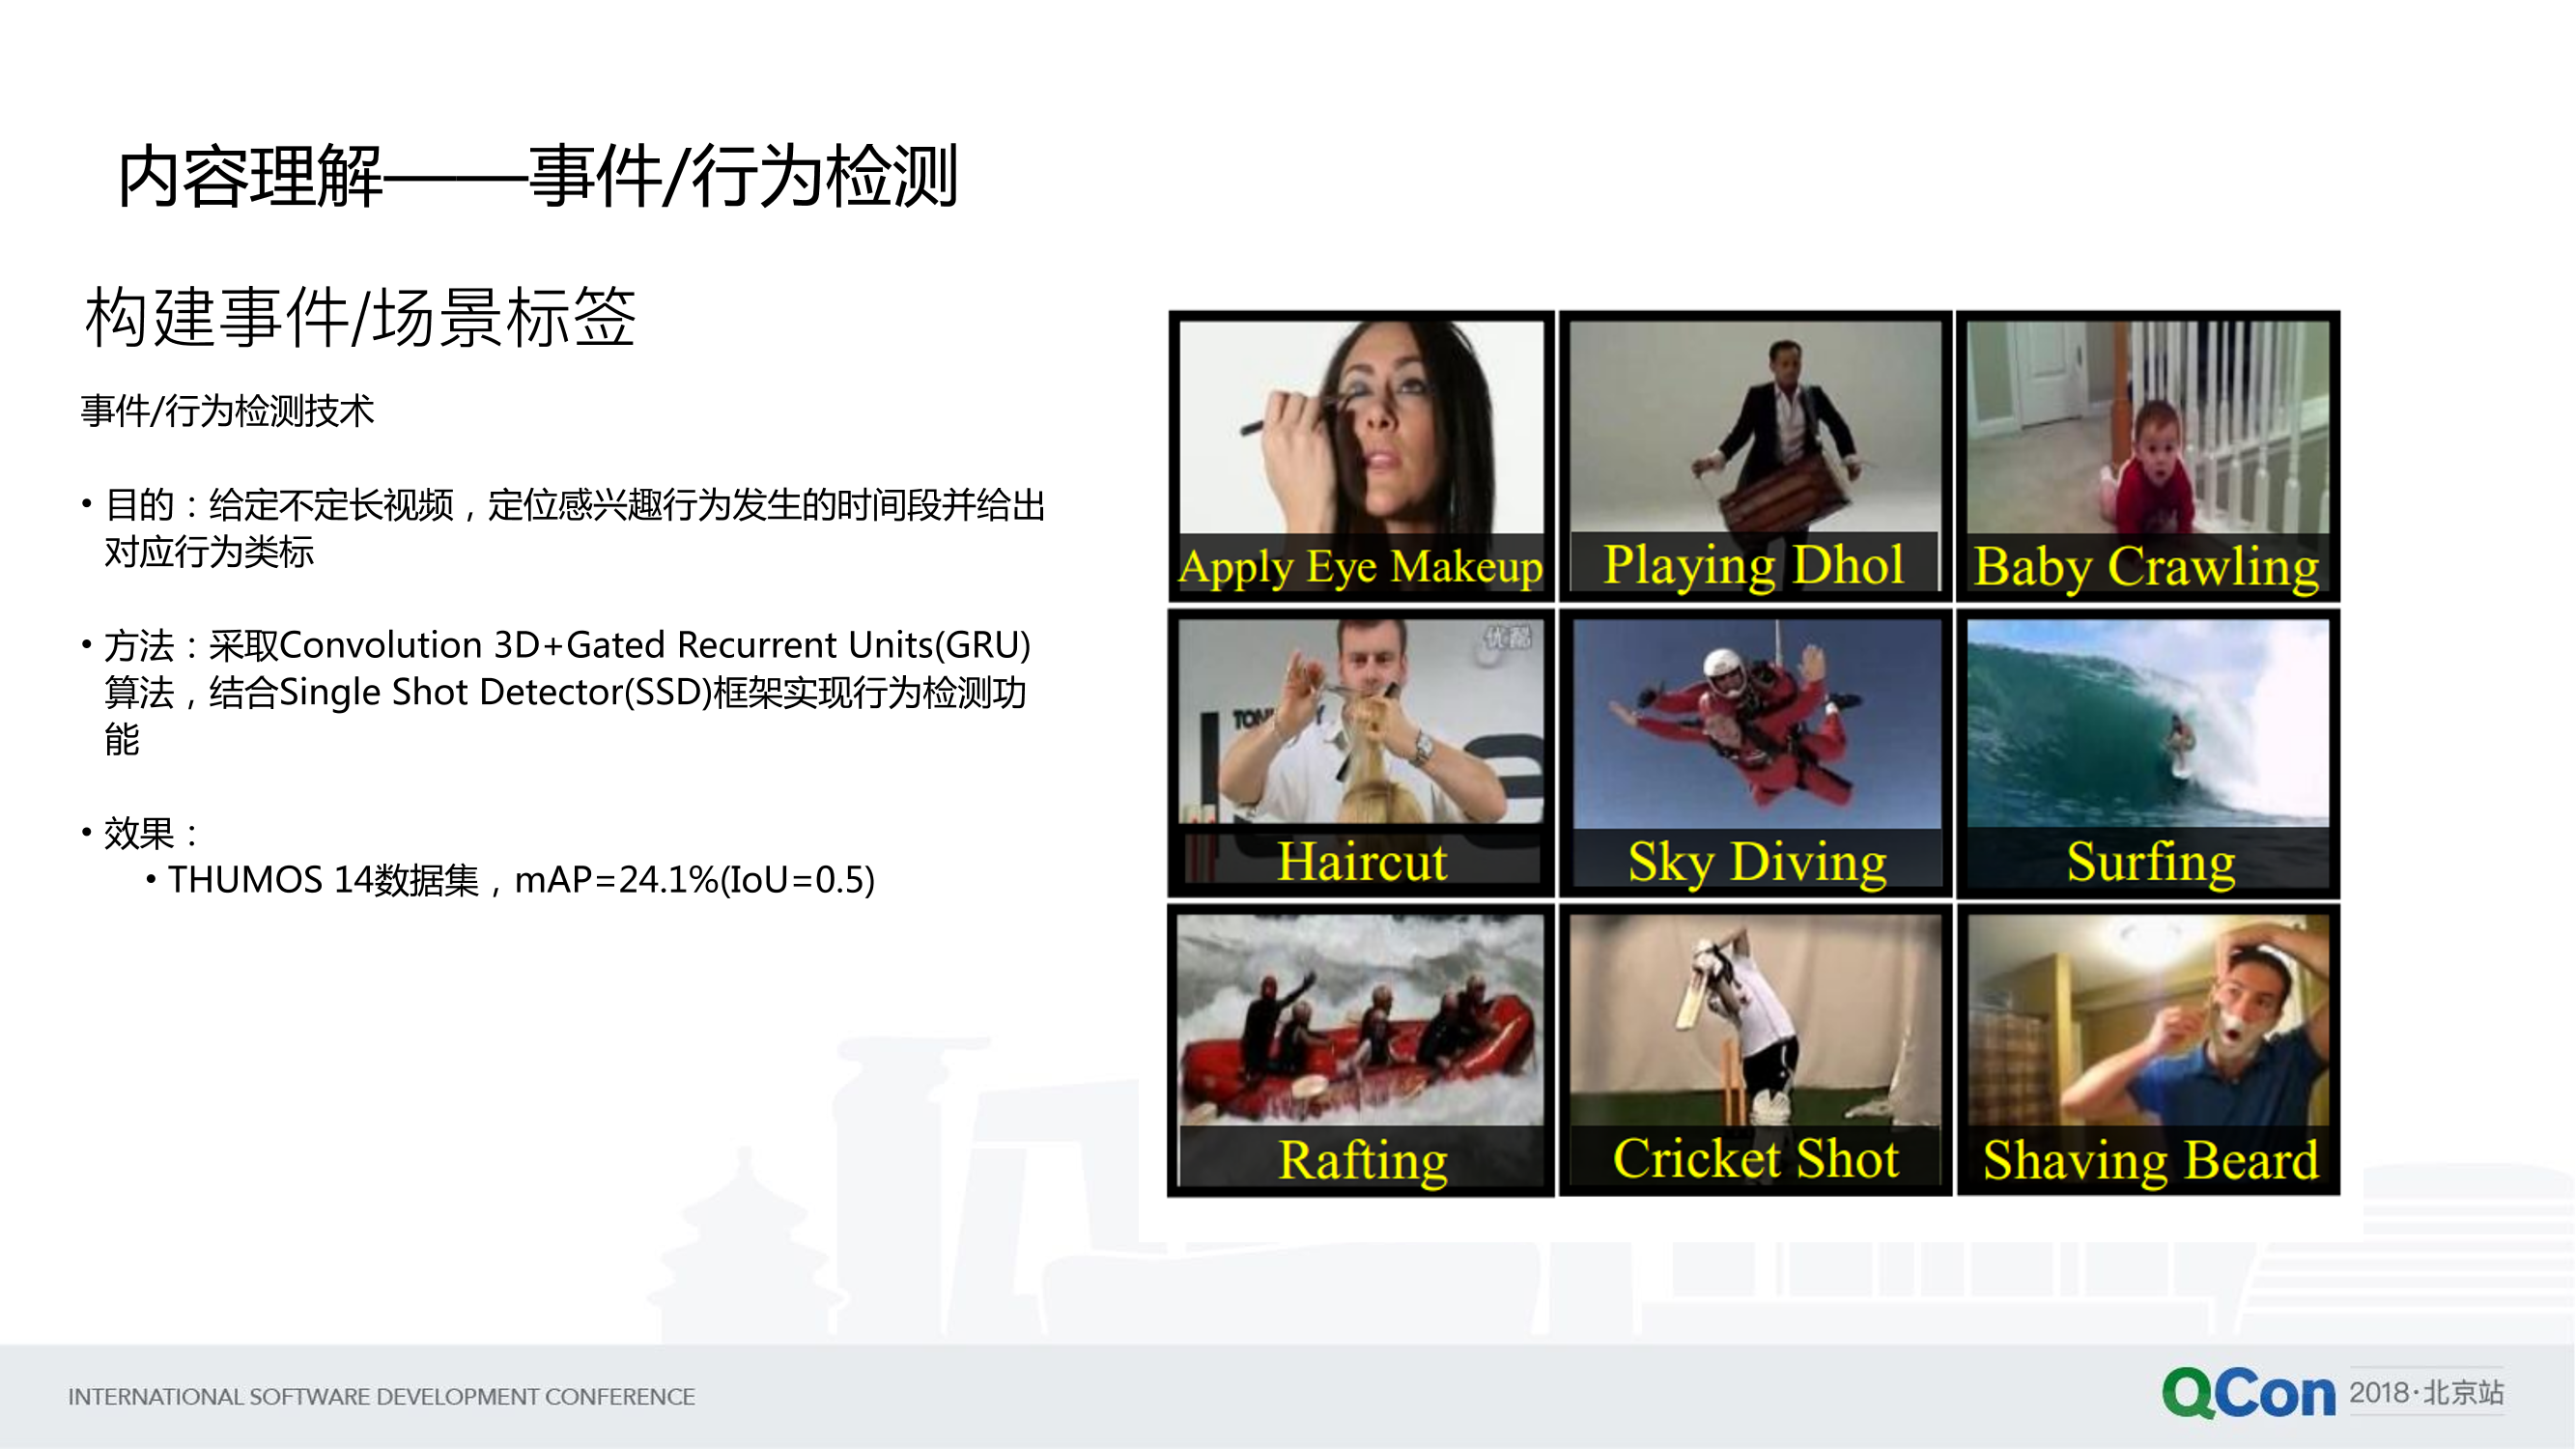 内容理解——事件/行为检测
构建事件/场景标签
事件/行为检测技术
• 目的：给定不定长视频，定位感兴趣行为发生的时间段并给出
对应行为类标
• 方法：采取Convolution 3D+Gated Recurrent Units(GRU)
算法，结合Single Shot Detector(SSD)框架实现行为检测功
能
• 效果：
• THUMOS 14数据集，mAP=24.1%(IoU=0.5)
Apply Eye Makeup
Playing Dhol
Baby Crawling
优酷
Haircut
Sky Diving
Surfing
Rafting
Cricket Shot
Shaving Beard
INTERNATIONAL SOFTWARE DEVELOPMENT CONFERENCE
QCon 2018·北京站